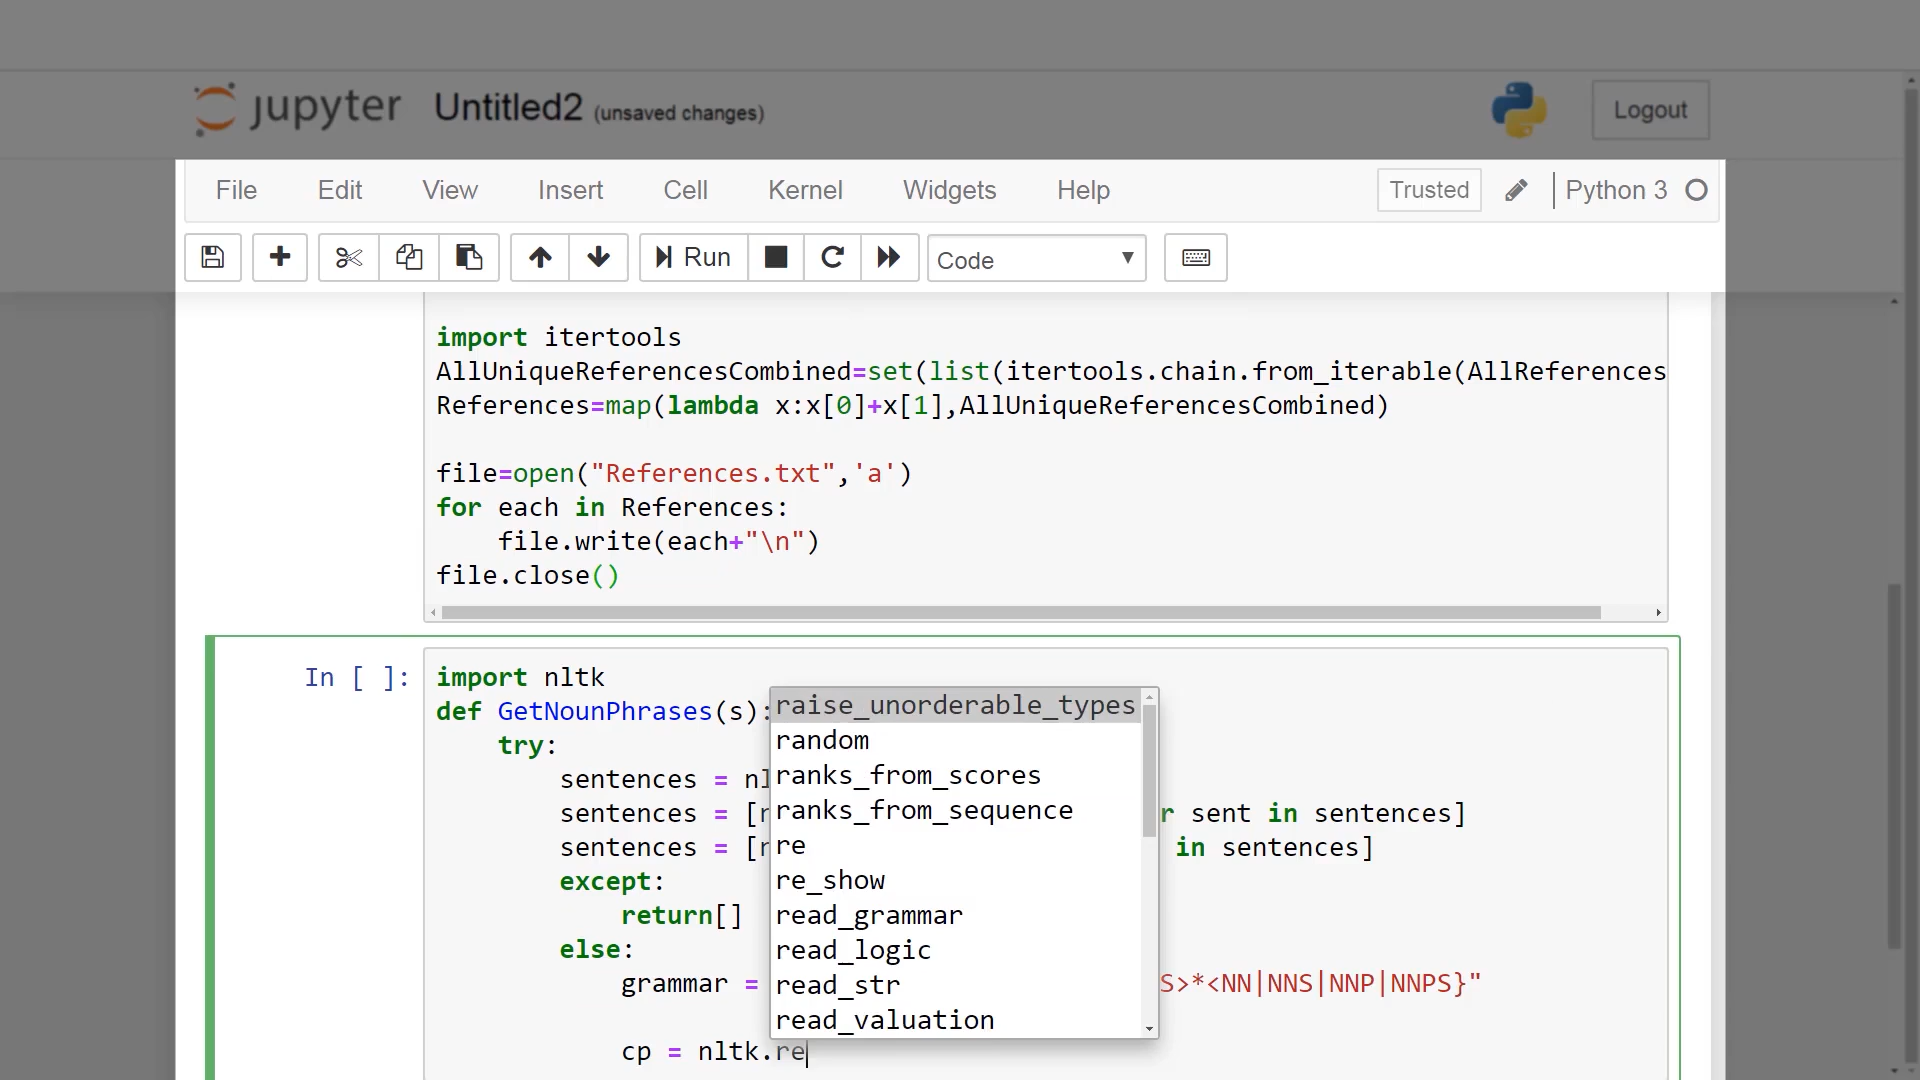 jupyter Untitled2 (unsaved changes) Logout
File Edit View Insert Cell Kernel Widgets Help Trusted Python 3
Run Code
import itertools
AllUniqueReferencesCombined=set(list(itertools.chain.from_iterable(AllReferences
References=map(lambda x:x[0]+x[1],AllUniqueReferencesCombined)
file=open("References.txt",'a')
for each in References:
file.write(each+"\n")
file.close()
In [ ]: import nltk
def GetNounPhrases(s):
raise_unorderable_types
try:
random
sentences = nl
ranks_from_scores
sentences = [
ranks_from_sequence
sent in sentences]
sentences = [
re
in sentences]
except:
re_show
return[]
read_grammar
else:
read_logic
grammar =
read_str
S>*<NN|NNS|NNP|NNPS}"
read_valuation
cp = nltk.re